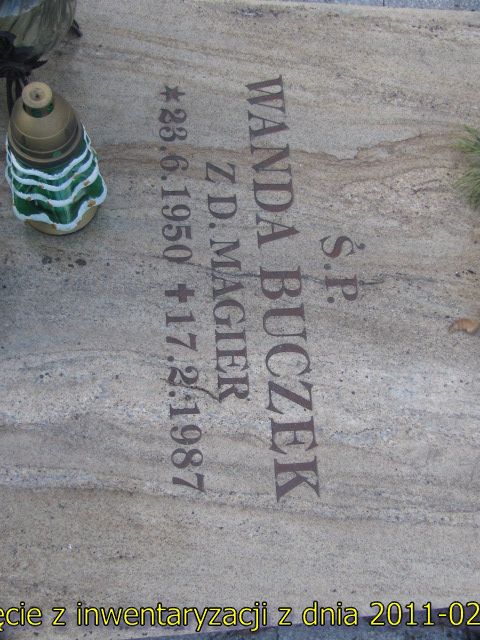 Ś.P.
WANDA BUCZEK
Z D. MAGIER
★23.6.1950 ✝17.2.1987
ęcie z inwentaryzacji z dnia 2011-02